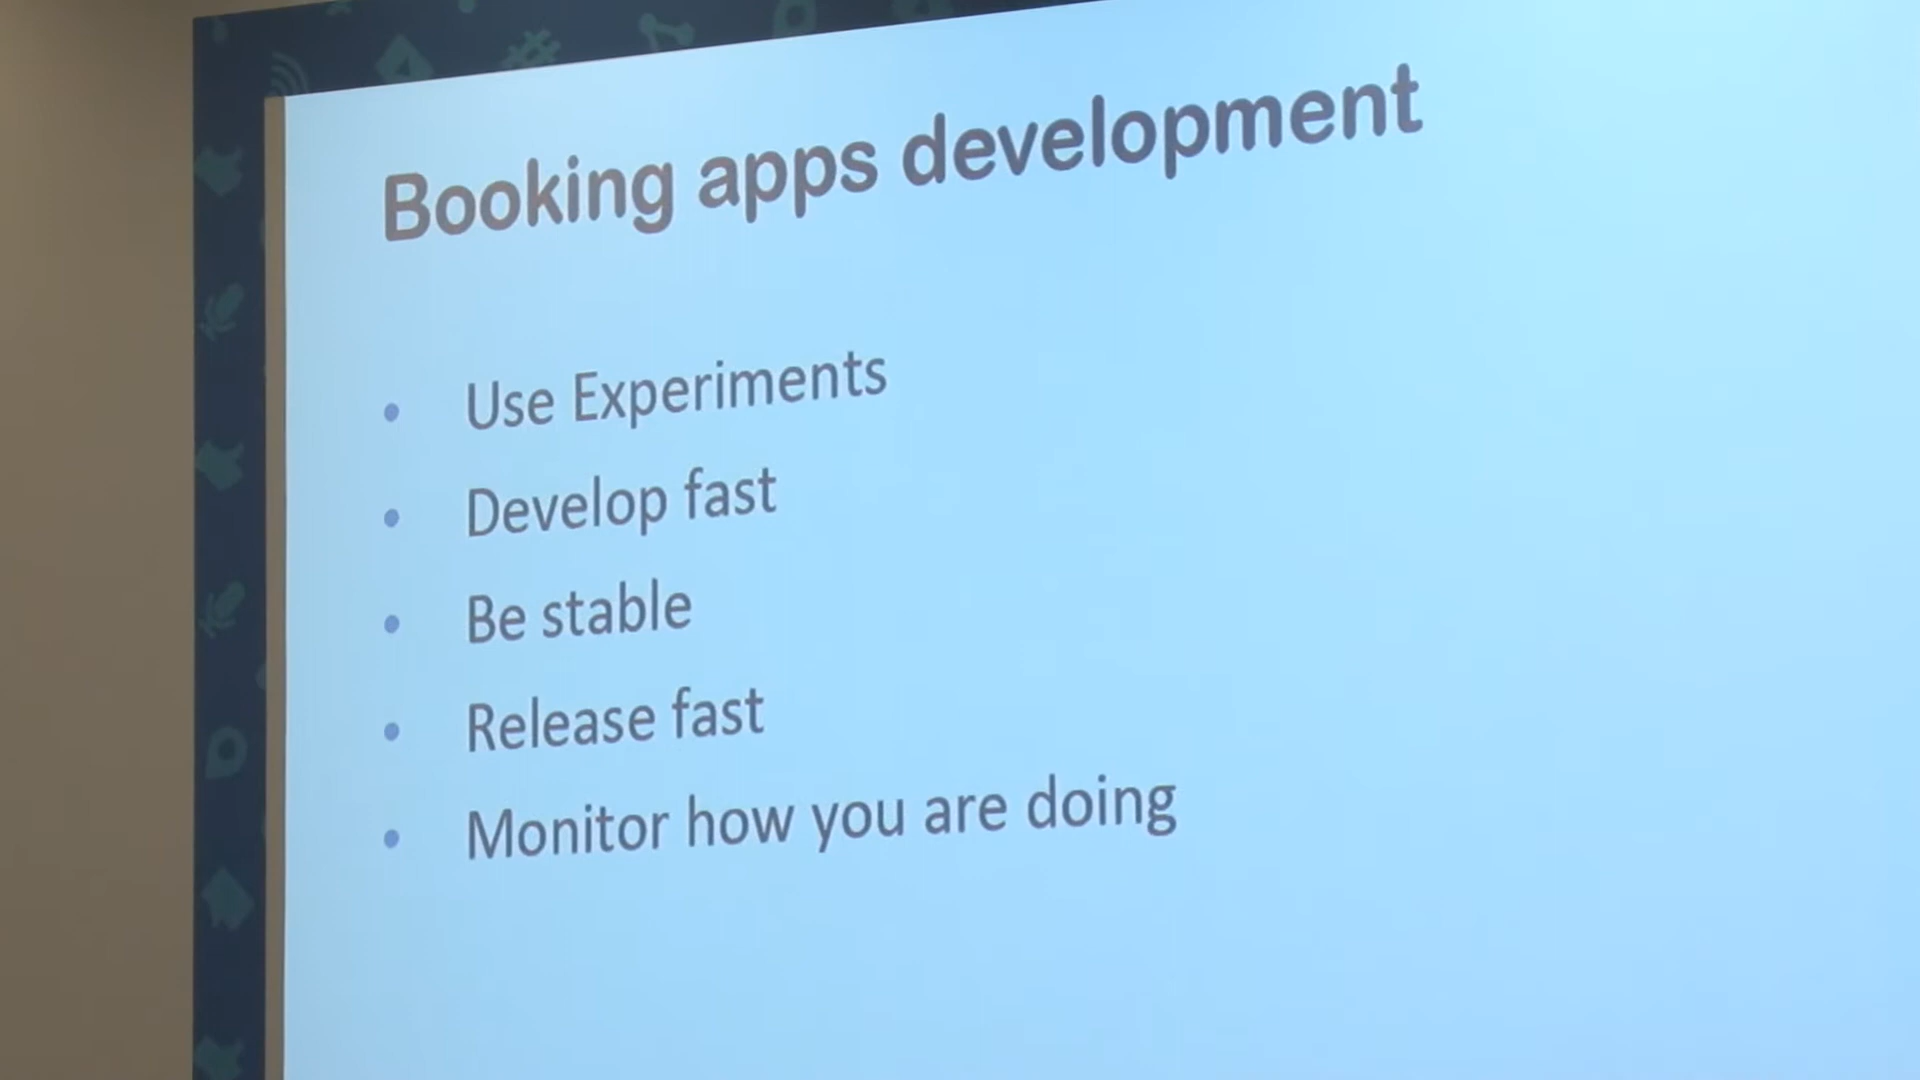 Booking apps development
• Use Experiments
• Develop fast
• Be stable
• Release fast
• Monitor how you are doing